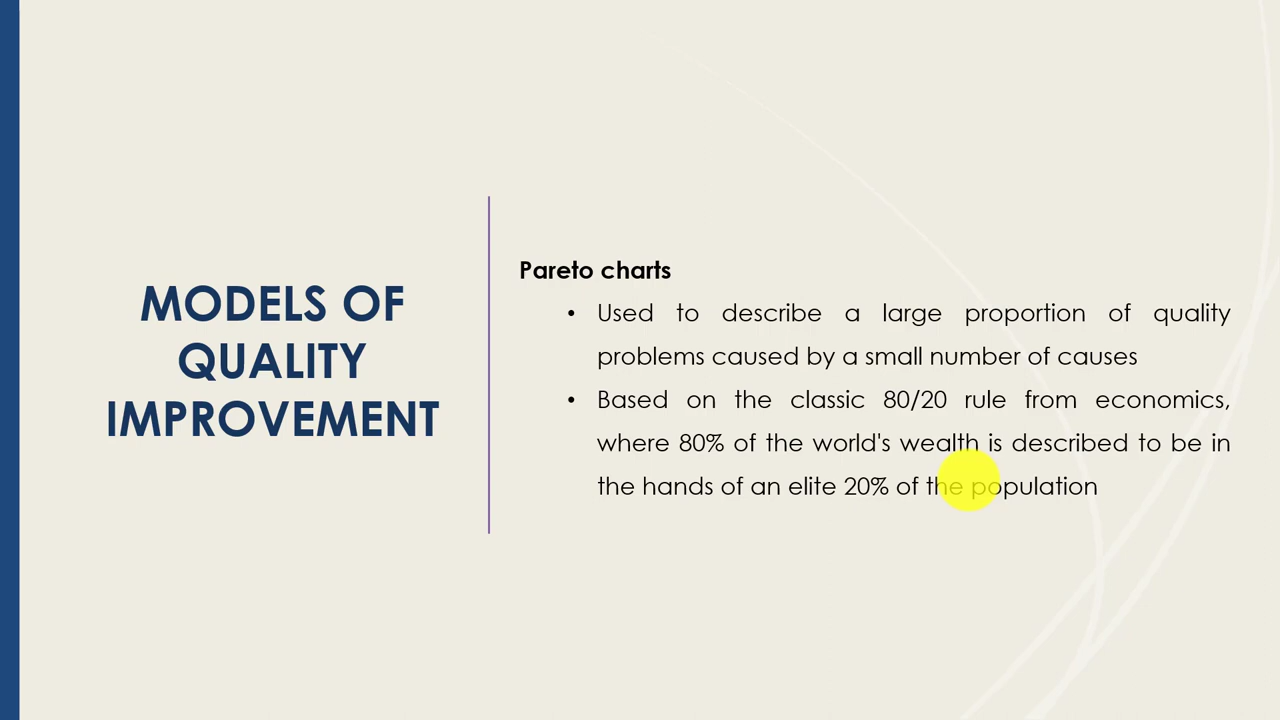 MODELS OF
QUALITY
IMPROVEMENT
Pareto charts
• Used to describe a large proportion of quality
problems caused by a small number of causes
• Based on the classic 80/20 rule from economics,
where 80% of the world's wealth is described to be in
the hands of an elite 20% of the population